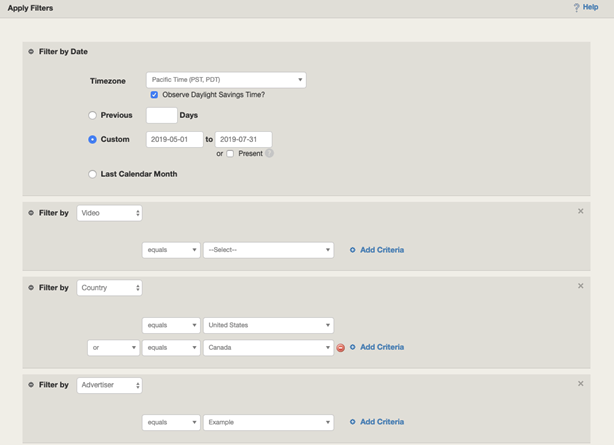 Apply Filters
? Help
Filter by Date
Timezone Pacific Time (PST, PDT)
Observe Daylight Savings Time?
Previous Days
Custom 2019-05-01 to 2019-07-31
or Present ?
Last Calendar Month
Filter by Video
equals --Select-- Add Criteria
Filter by Country
equals United States
or equals Canada Add Criteria
Filter by Advertiser
equals Example Add Criteria